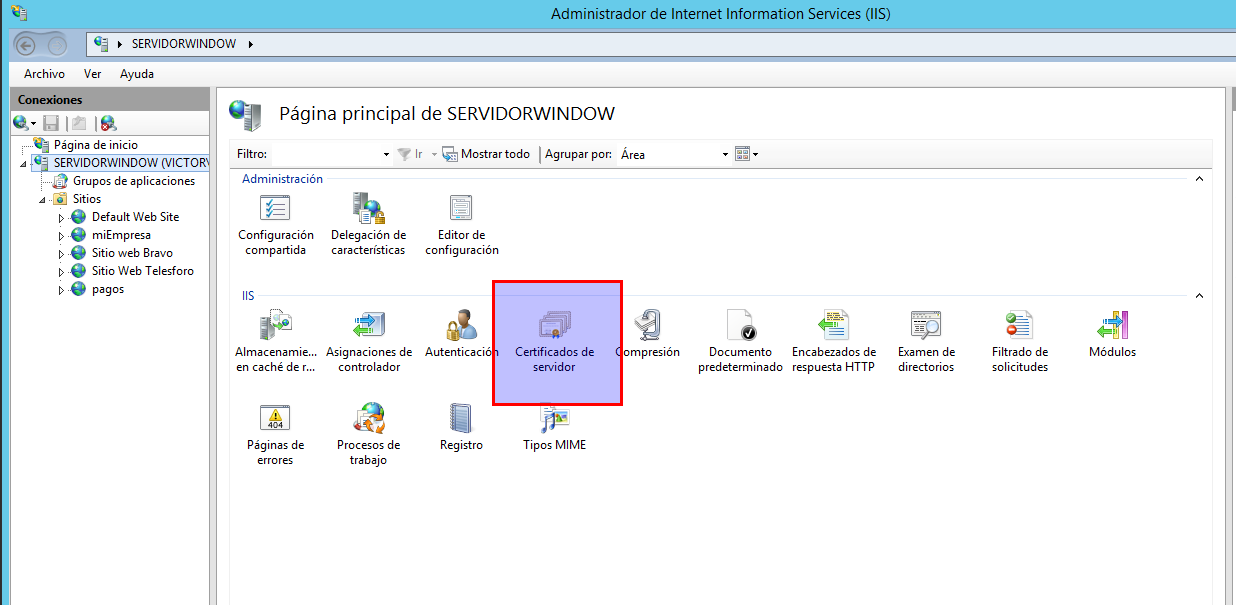 Administrador de Internet Information Services (IIS)
SERVIDORWINDOW
Archivo Ver Ayuda
Conexiones
Página de inicio
SERVIDORWINDOW (VICTORV
Grupos de aplicaciones
Sitios
Default Web Site
miEmpresa
Sitio web Bravo
Sitio Web Telesforo
pagos
Página principal de SERVIDORWINDOW
Filtro: Ir Mostrar todo Agrupar por: Área
Administración
Configuración compartida
Delegación de características
Editor de configuración
IIS
Almacenamie... en caché de r...
Asignaciones de controlador
Autenticación
Certificados de servidor
Compresión
Documento predeterminado
Encabezados de respuesta HTTP
Examen de directorios
Filtrado de solicitudes
Módulos
404
Páginas de errores
Procesos de trabajo
Registro
Tipos MIME